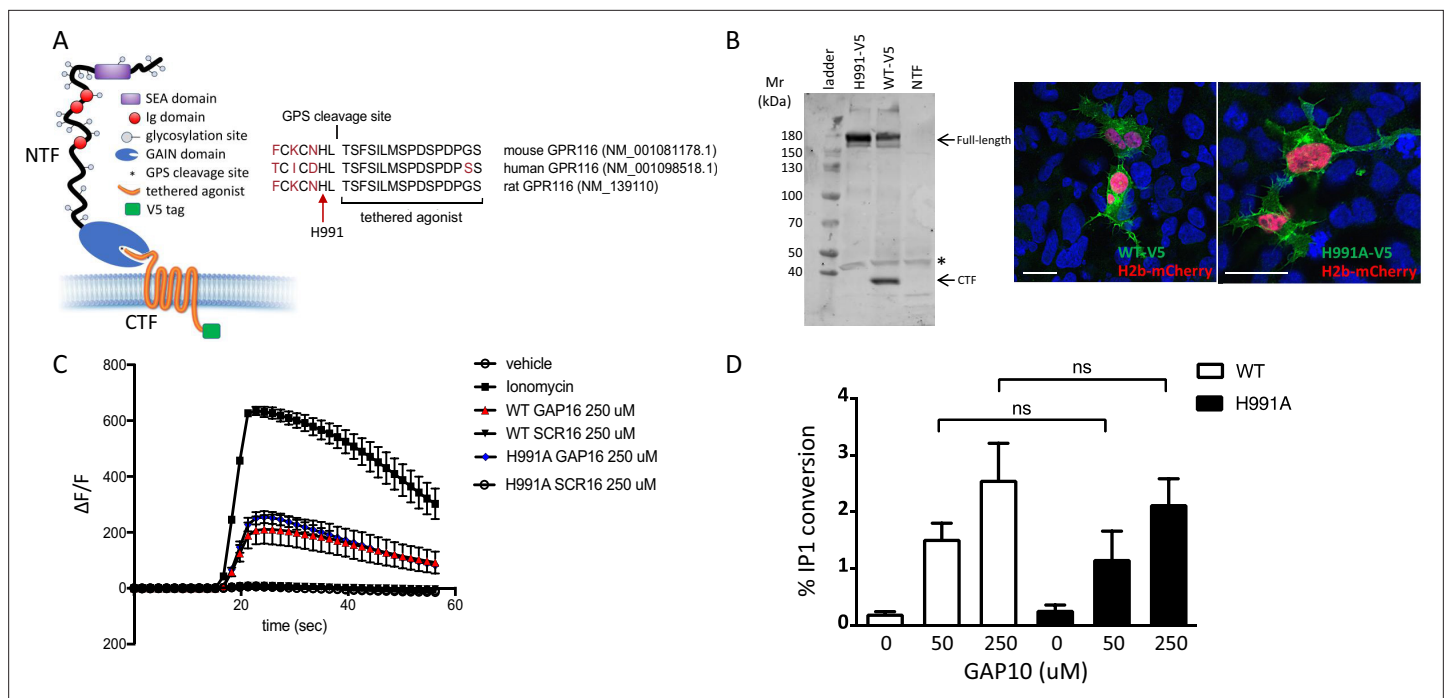 A
SEA domain
Ig domain
glycosylation site
GAIN domain
* GPS cleavage site
tethered agonist
V5 tag
NTF
CTF
GPS cleavage site
FCKCNHL TSFSILMSPDSPDPGS mouse GPR116 (NM_001081178.1)
TCICDHL TSFSILMSPDSPDPSS human GPR116 (NM_001098518.1)
FCKCNHL TSFSILMSPDSPDPGS rat GPR116 (NM_139110)
tethered agonist
H991
B
Mr
(kDa)
ladder
H991-V5
WT-V5
NTF
180
150
130
100
70
50
40
Full-length
*
CTF
WT-V5
H2b-mCherry
H991A-V5
H2b-mCherry
C
800
600
400
200
0
200
20
40
60
ΔF/F
time (sec)
vehicle
Ionomycin
WT GAP16 250 uM
WT SCR16 250 uM
H991A GAP16 250 uM
H991A SCR16 250 uM
D
ns
ns
WT
H991A
4
3
2
1
0
% IP1 conversion
0 50 250 0 50 250
GAP10 (uM)